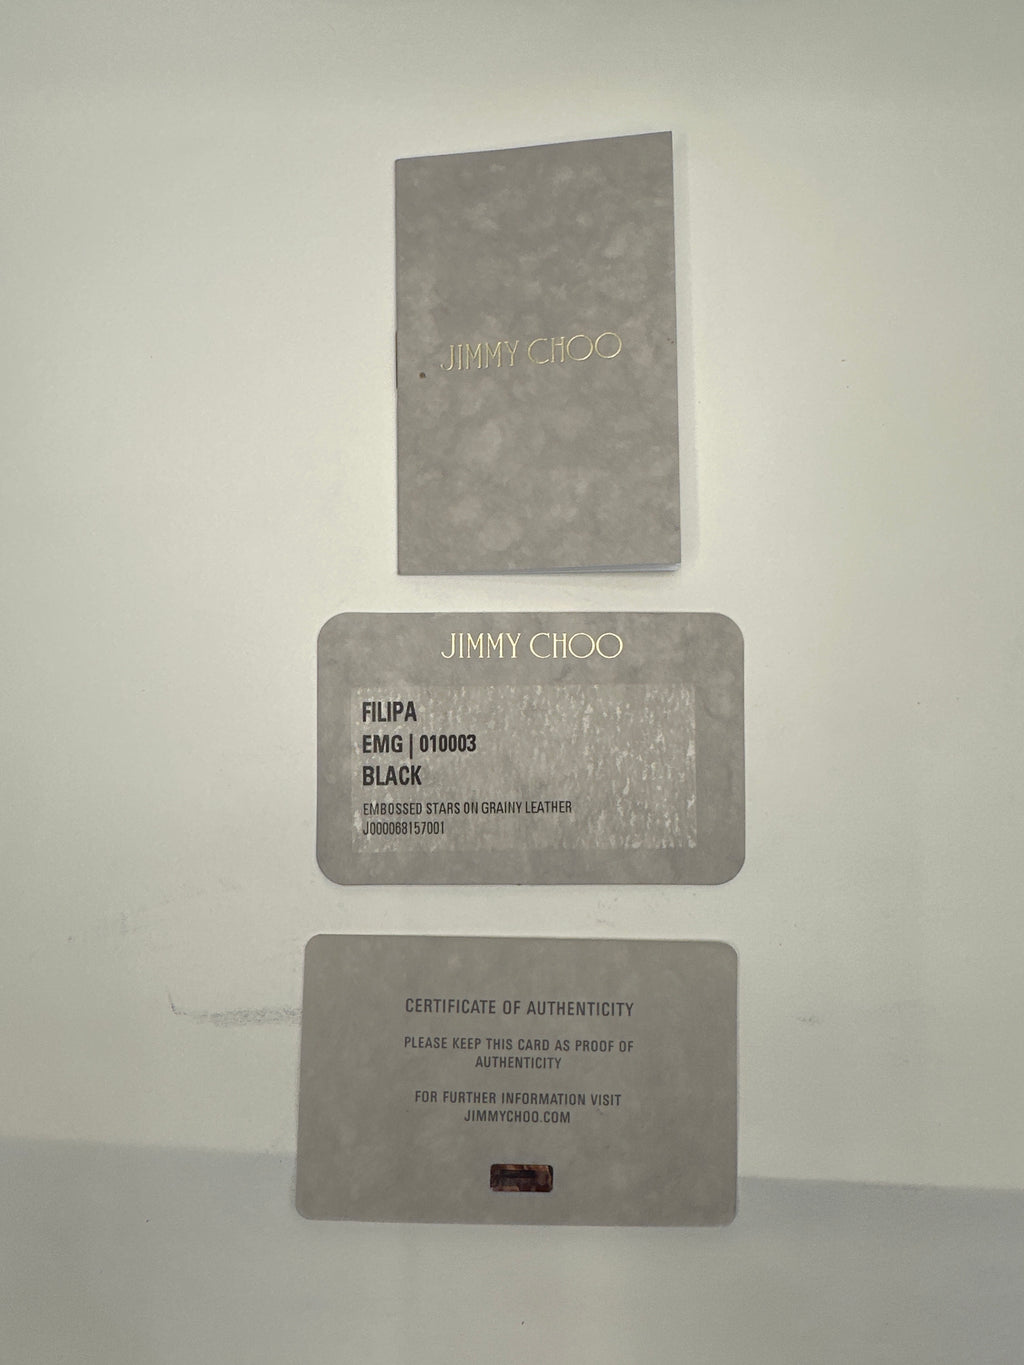 JIMMY CHOO
JIMMY CHOO
FILIPA
EMG | 010003
BLACK
EMBOSSED STARS ON GRAINY LEATHER
J000068157001
CERTIFICATE OF AUTHENTICITY
PLEASE KEEP THIS CARD AS PROOF OF
AUTHENTICITY
FOR FURTHER INFORMATION VISIT
JIMMYCHOO.COM